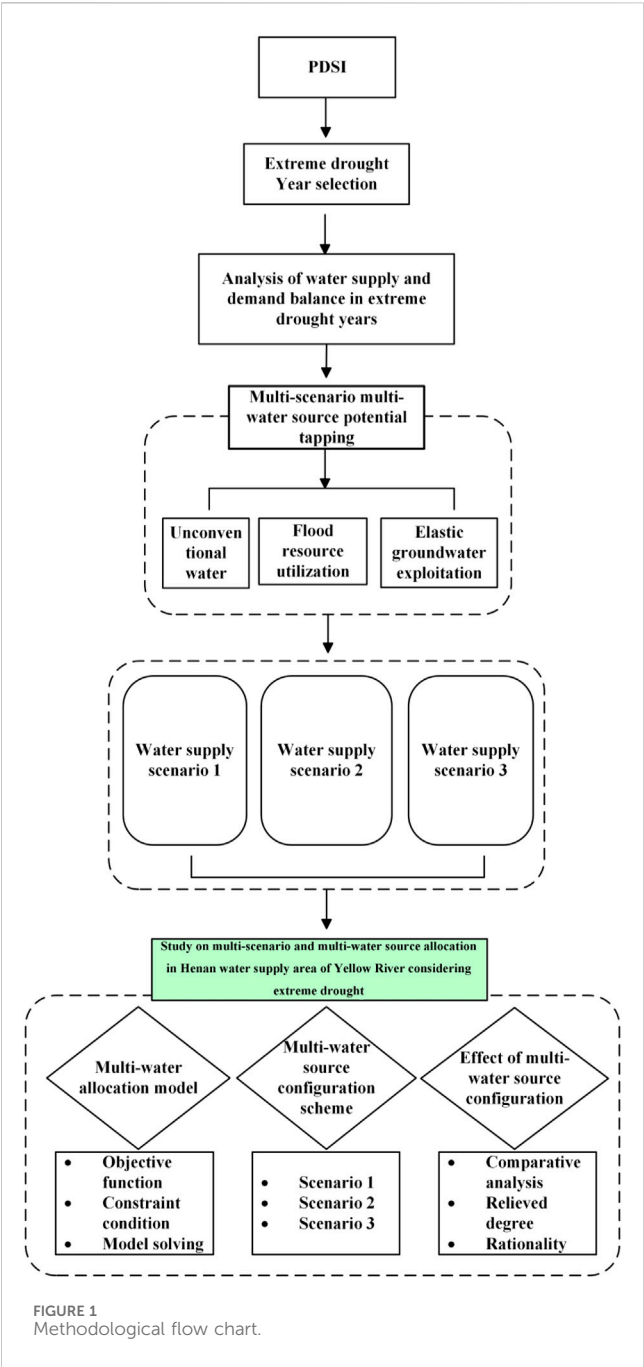 PDSI
Extreme drought
Year selection
Analysis of water supply and
demand balance in extreme
drought years
Multi-scenario multi-
water source potential
tapping
Unconven
tional
water
Flood
resource
utilization
Elastic
groundwater
exploitation
Water supply
scenario 1
Water supply
scenario 2
Water supply
scenario 3
Study on multi-scenario and multi-water source allocation
in Henan water supply area of Yellow River considering
extreme drought
Multi-water
allocation model
Multi-water
source
configuration
scheme
Effect of multi-
water source
configuration
• Objective
function
• Constraint
condition
• Model solving
• Scenario 1
• Scenario 2
• Scenario 3
• Comparative
analysis
• Relieved
degree
• Rationality
FIGURE 1
Methodological flow chart.